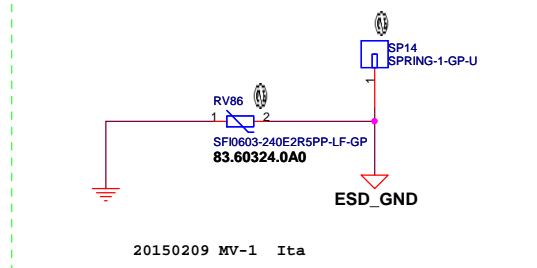 SP14
SPRING-1-GP-U
1
RV86
1
2
SFI0603-240E2R5PP-LF-GP
83.60324.0A0
ESD_GND
20150209 MV-1 Ita